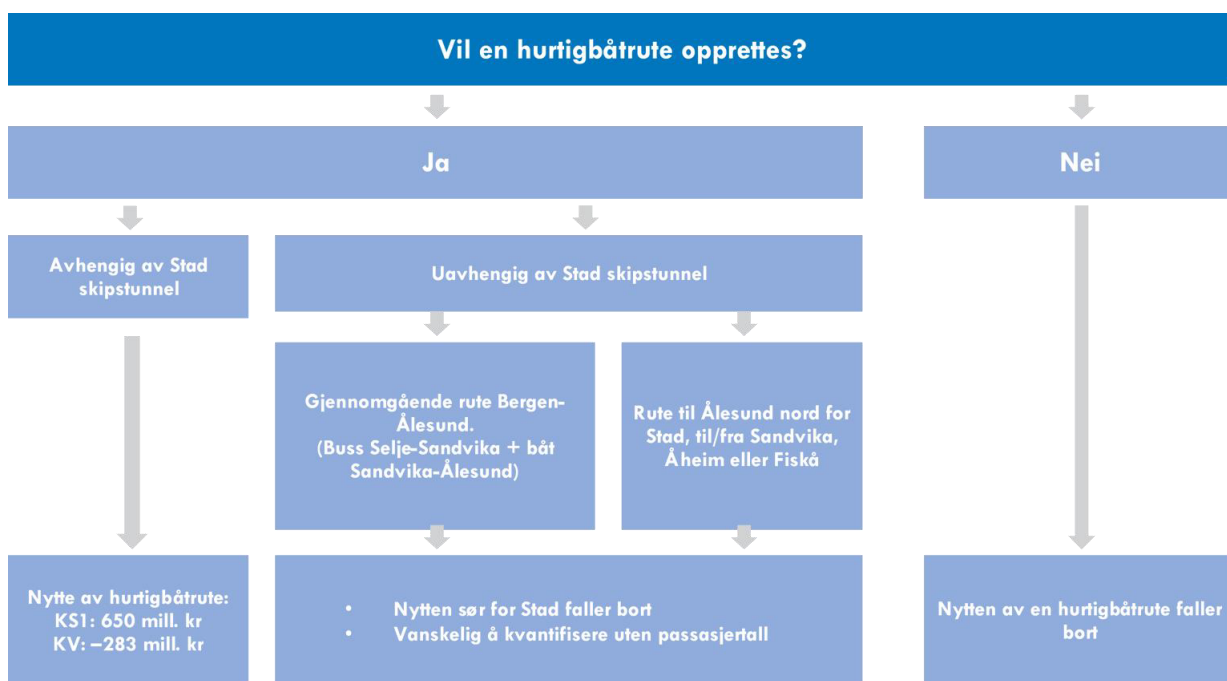 Vil en hurtigbåtrute opprettes?
Ja
Nei
Avhengig av Stad
skipstunnel
Uavhengig av Stad skipstunnel
Gjennomgående rute Bergen-
Ålesund.
(Buss Selje-Sandvika + båt
Sandvika-Ålesund)
Rute til Ålesund nord for
Stad, til/fra Sandvika,
Åheim eller Fiskå
Nytte av hurtigbåtrute:
KS1: 650 mill. kr
KV: –283 mill. kr
• Nytten sør for Stad faller bort
• Vanskelig å kvantifisere uten passasjertall
Nytten av en hurtigbåtrute faller
bort